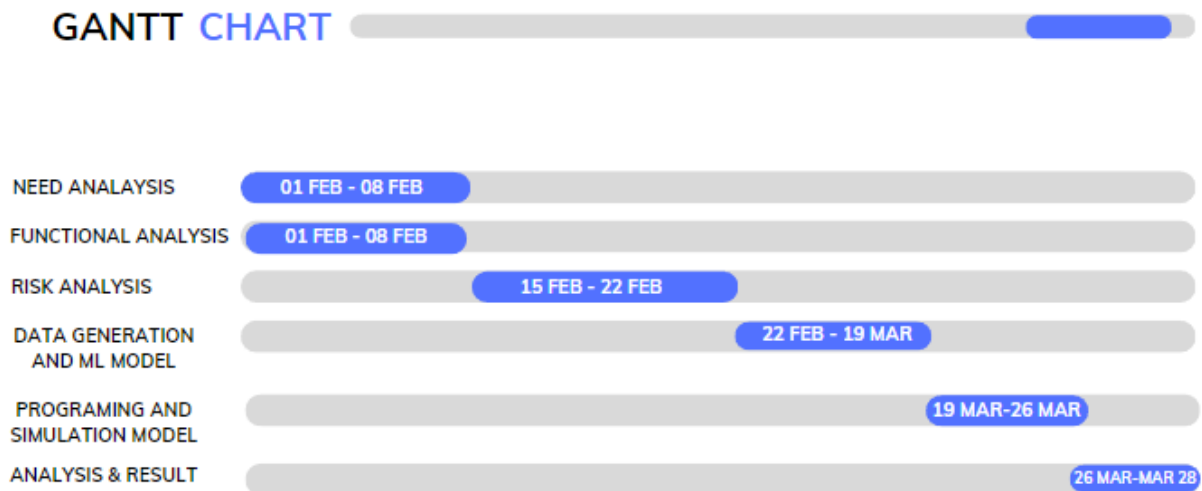 GANTT CHART
NEED ANALAYSIS
01 FEB - 08 FEB
FUNCTIONAL ANALYSIS
01 FEB - 08 FEB
RISK ANALYSIS
15 FEB - 22 FEB
DATA GENERATION
AND ML MODEL
22 FEB - 19 MAR
PROGRAMING AND
SIMULATION MODEL
19 MAR-26 MAR
ANALYSIS & RESULT
26 MAR-MAR 28